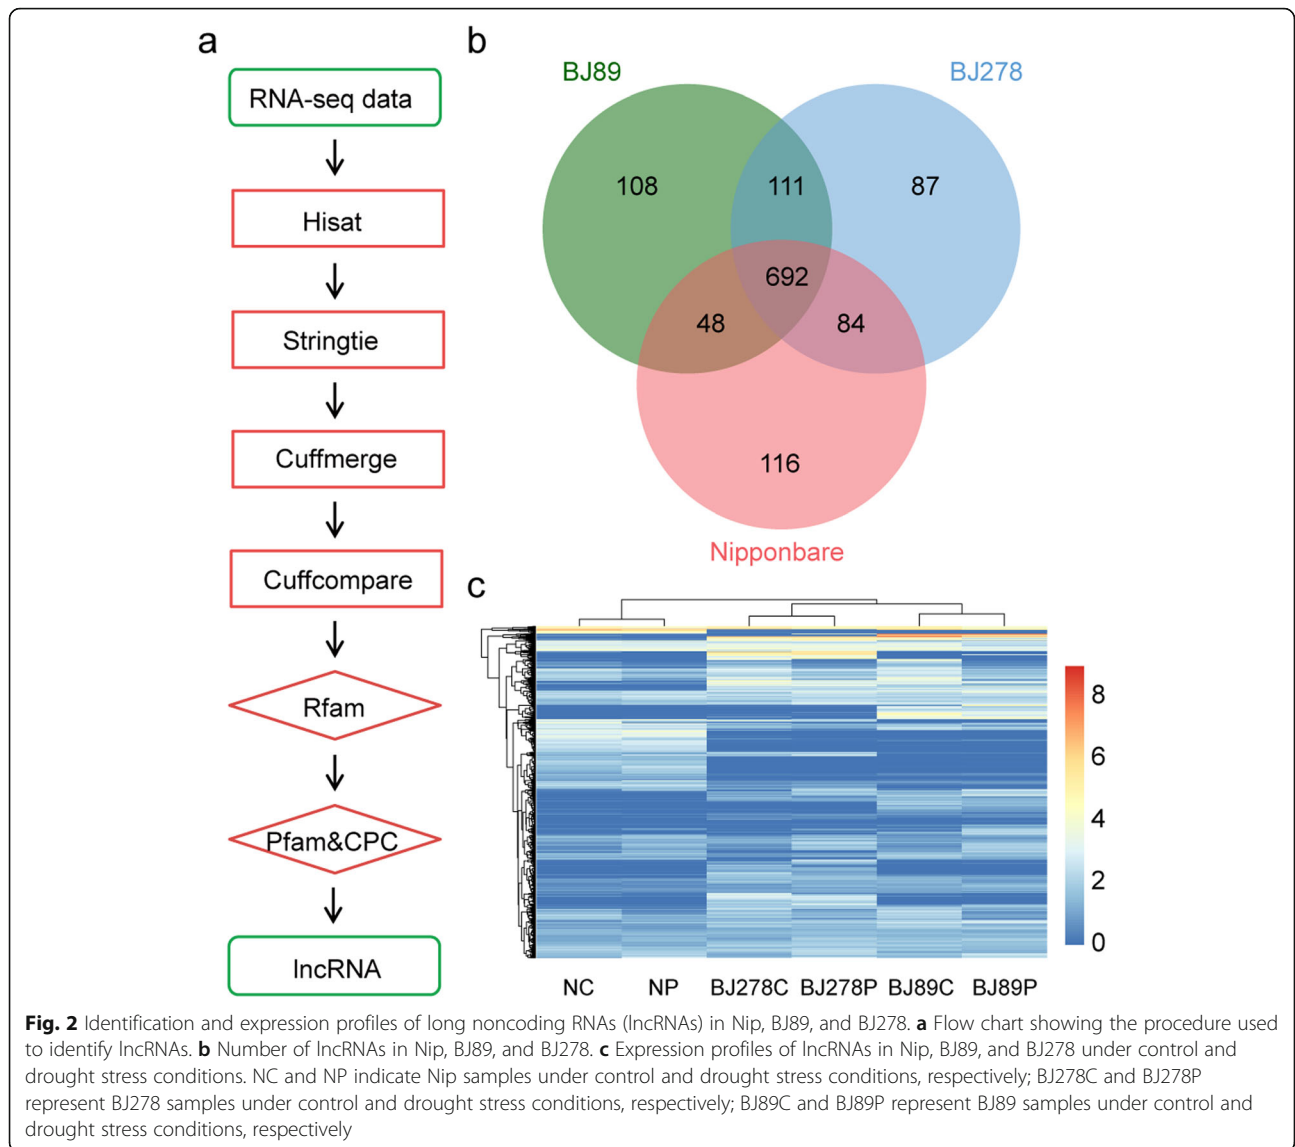 a
RNA-seq data
Hisat
Stringtie
Cuffmerge
Cuffcompare
Rfam
Pfam&CPC
lncRNA
b
BJ89
BJ278
108
111
87
692
48
84
116
Nipponbare
c
8
6
4
2
0
NC NP BJ278C BJ278P BJ89C BJ89P
Fig. 2 Identification and expression profiles of long noncoding RNAs (lncRNAs) in Nip, BJ89, and BJ278. a Flow chart showing the procedure used
to identify lncRNAs. b Number of lncRNAs in Nip, BJ89, and BJ278. c Expression profiles of lncRNAs in Nip, BJ89, and BJ278 under control and
drought stress conditions. NC and NP indicate Nip samples under control and drought stress conditions, respectively; BJ278C and BJ278P
represent BJ278 samples under control and drought stress conditions, respectively; BJ89C and BJ89P represent BJ89 samples under control and
drought stress conditions, respectively